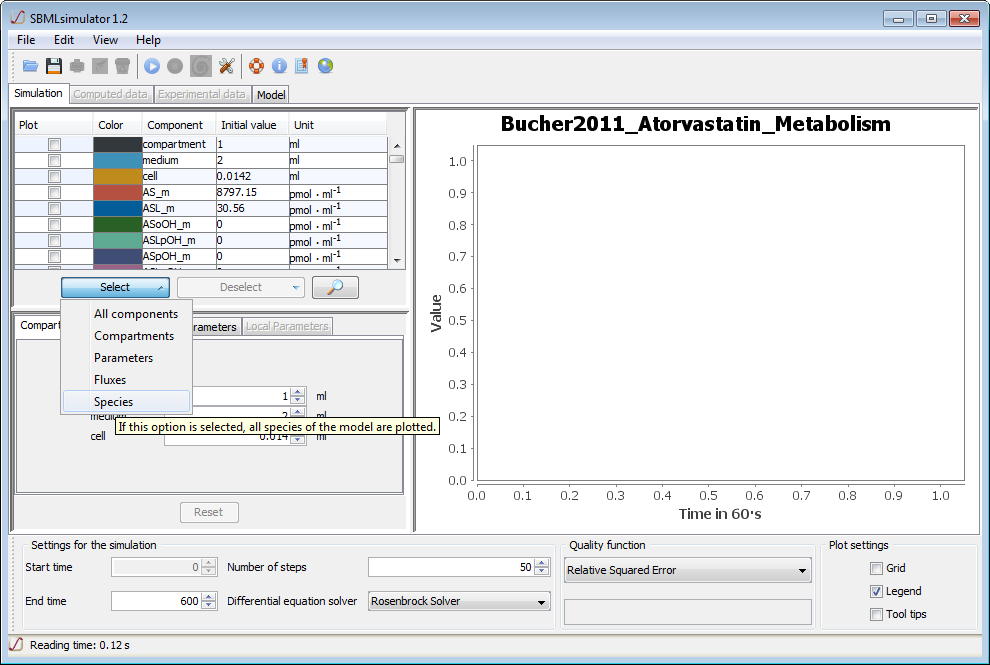 SBMLsimulator 1.2
File Edit View Help
Simulation Computed data Experimental data Model
Plot Color Component Initial value Unit
compartment 1 ml
medium 2 ml
cell 0.0142 ml
AS_m 8797.15 pmol · ml⁻¹
ASL_m 30.56 pmol · ml⁻¹
ASoOH_m 0 pmol · ml⁻¹
ASLpOH_m 0 pmol · ml⁻¹
ASpOH_m 0 pmol · ml⁻¹
Select Deselect
All components
Compartments
Parameters
Fluxes
Species
If this option is selected, all species of the model are plotted.
Compart rameters Local Parameters
1 ml
medium 2
cell 0.014 ml
Reset
Bucher2011_Atorvastatin_Metabolism
Value
1.0
0.9
0.8
0.7
0.6
0.5
0.4
0.3
0.2
0.1
0.0
0.0 0.1 0.2 0.3 0.4 0.5 0.6 0.7 0.8 0.9 1.0
Time in 60's
Settings for the simulation
Start time 0 Number of steps 50
End time 600 Differential equation solver Rosenbrock Solver
Quality function
Relative Squared Error
Plot settings
Grid
Legend
Tool tips
Reading time: 0.12 s